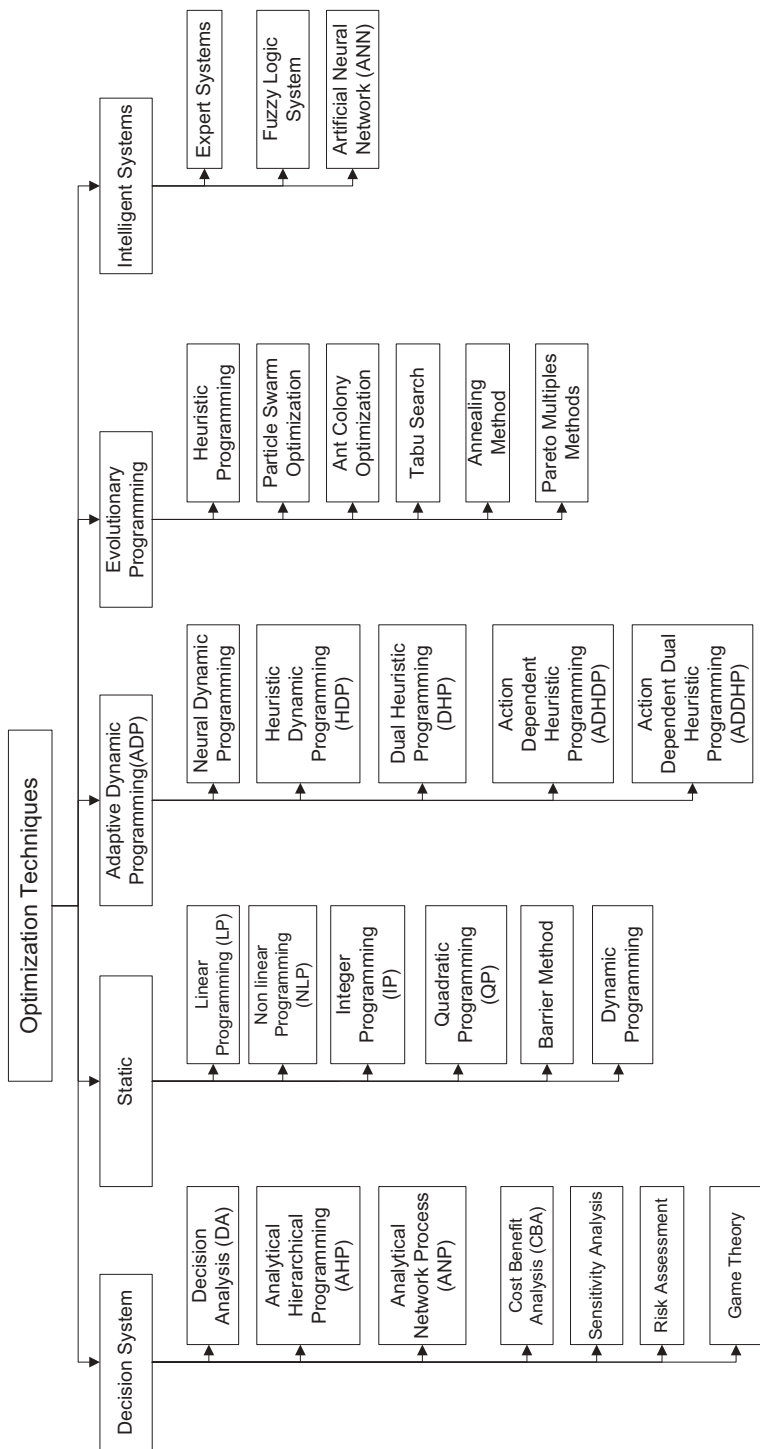 Optimization Techniques
Decision System
Decision
Analysis (DA)
Analytical
Hierarchical
Programming
(AHP)
Analytical
Network Process
(ANP)
Cost Benefit
Analysis (CBA)
Sensitivity Analysis
Risk Assessment
Game Theory
Static
Linear
Programming (LP)
Non linear
Programming
(NLP)
Integer
Programming
(IP)
Quadratic
Programming
(QP)
Barrier Method
Dynamic
Programming
Adaptive Dynamic
Programming(ADP)
Neural Dynamic
Programming
Heuristic
Dynamic
Programming
(HDP)
Dual Heuristic
Programming
(DHP)
Action
Dependent
Heuristic
Programming
(ADHDP)
Action
Dependent Dual
Heuristic
Programming
(ADDHP)
Evolutionary
Programming
Heuristic
Programming
Particle Swarm
Optimization
Ant Colony
Optimization
Tabu Search
Annealing
Method
Pareto Multiples
Methods
Intelligent Systems
Expert Systems
Fuzzy Logic
System
Artificial Neural
Network (ANN)